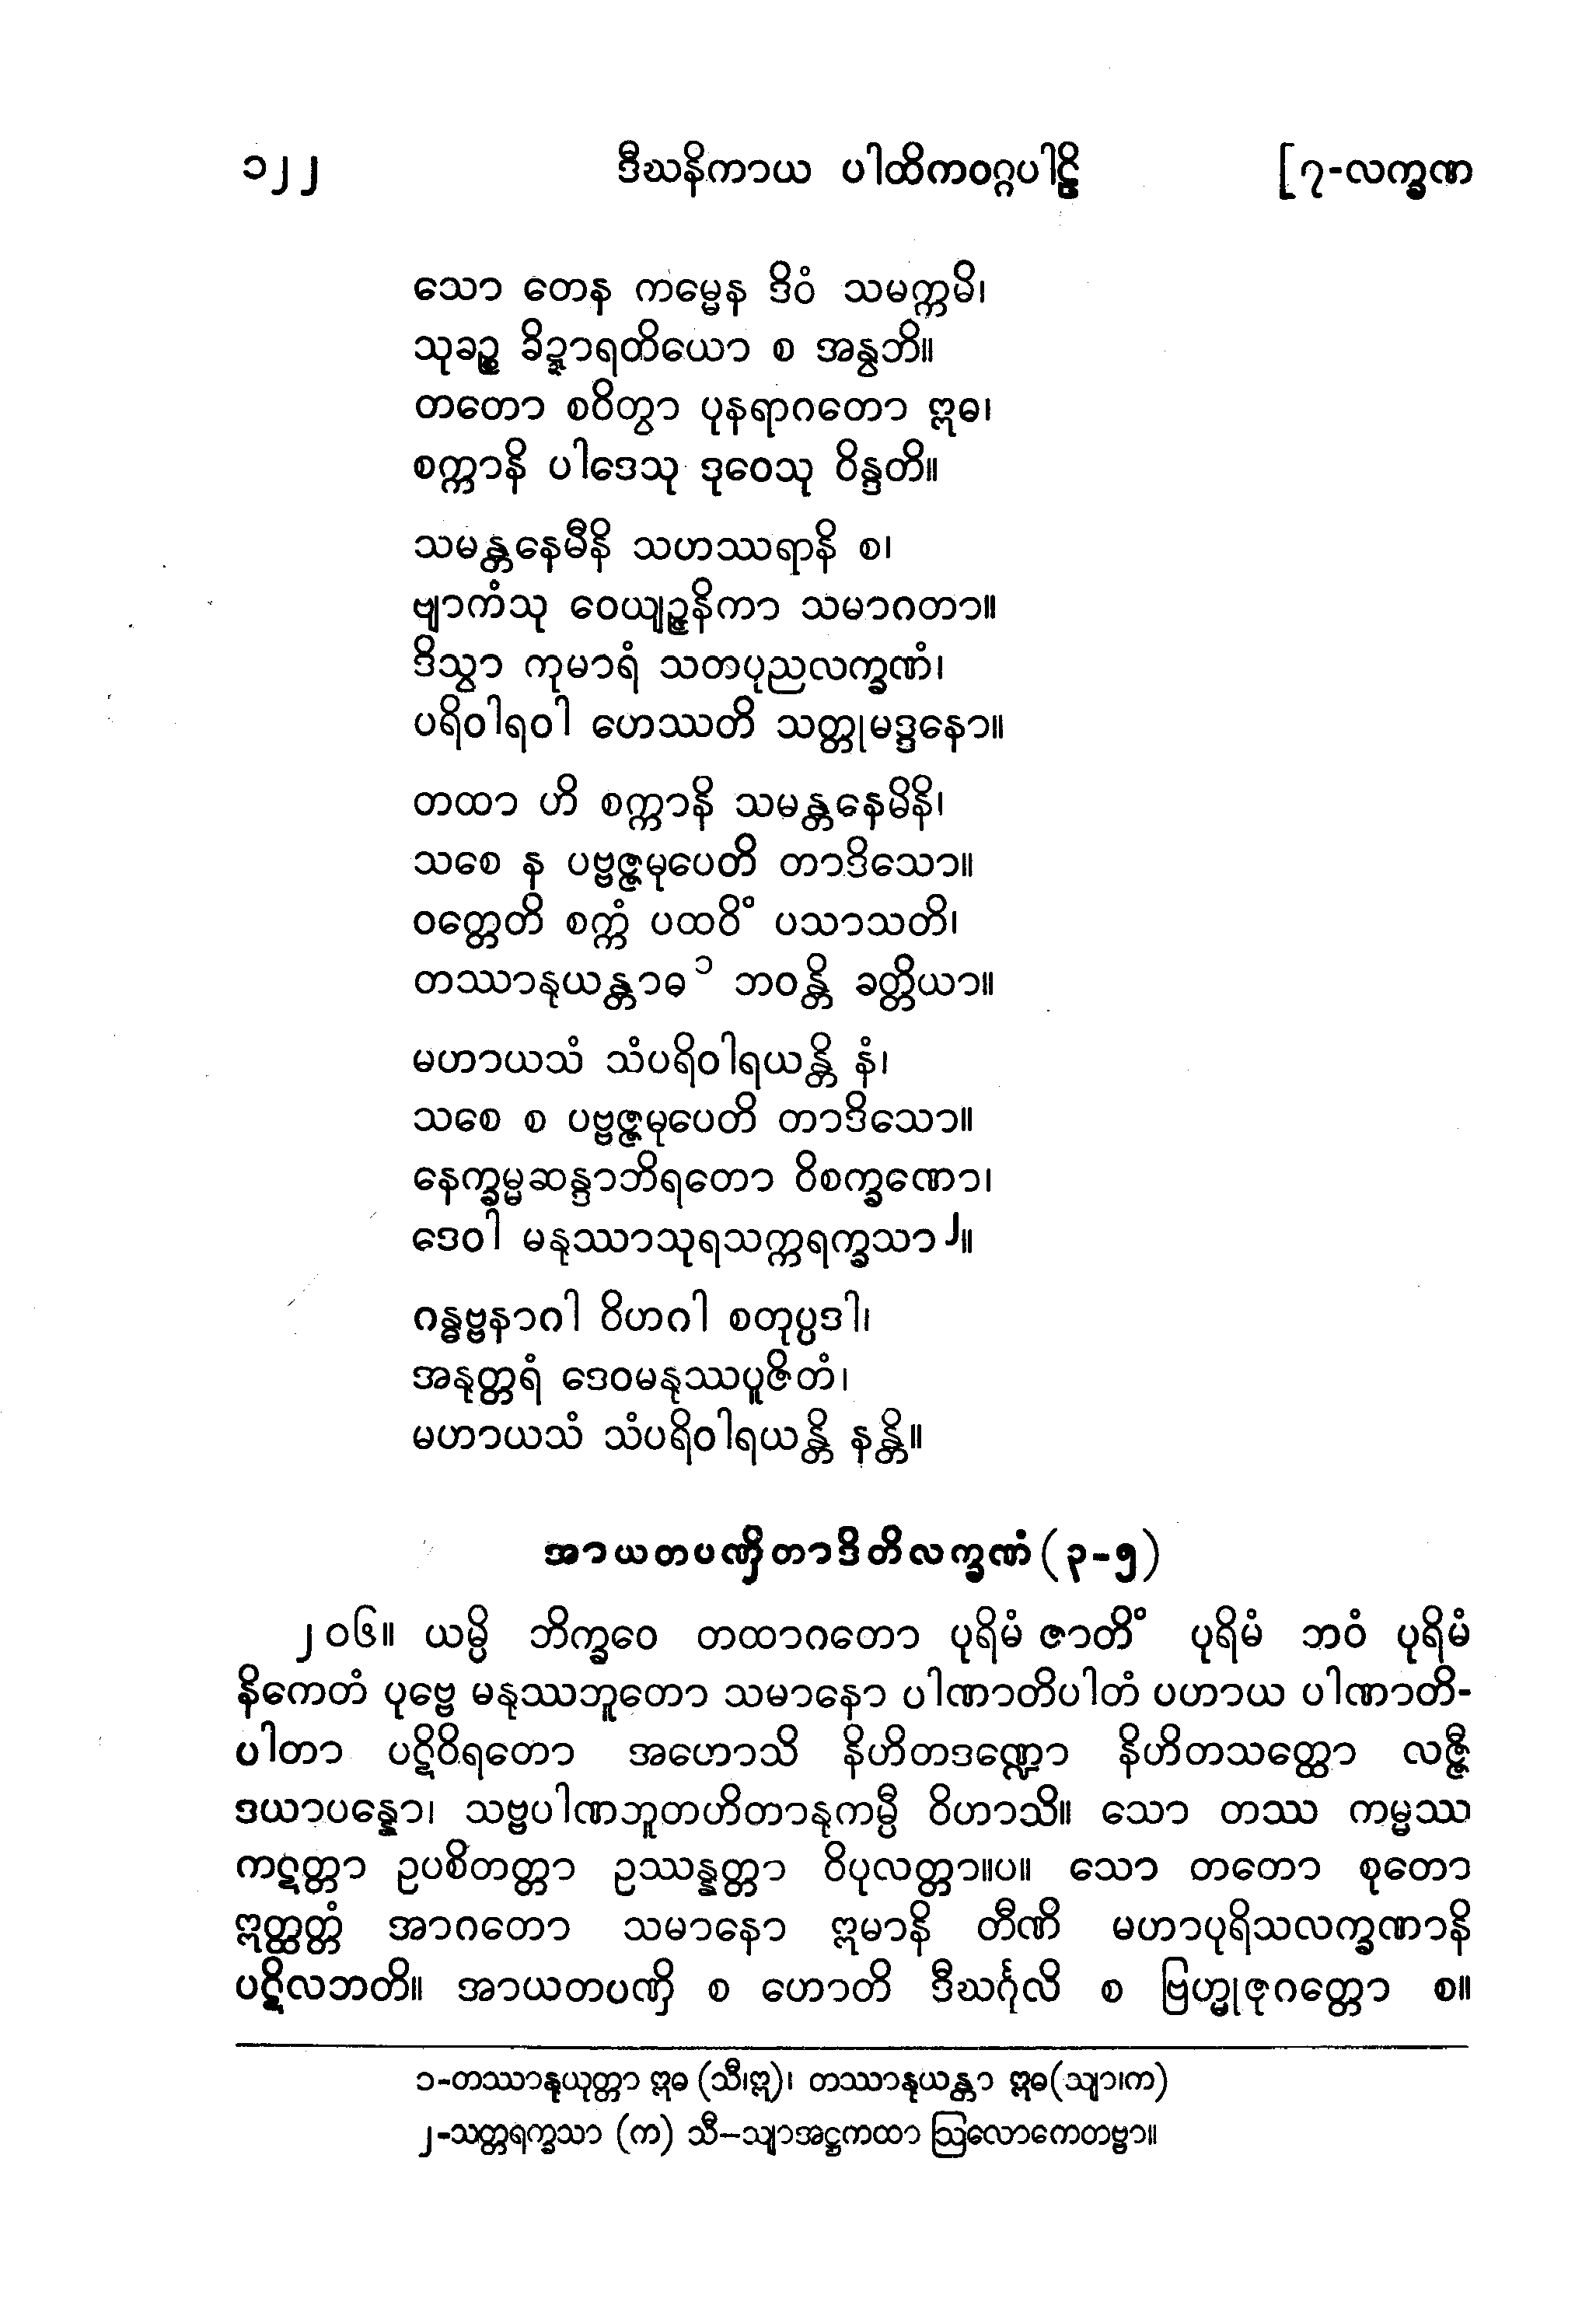 ၁၂၂ ဒီဃနိကာယ ပါထိကဝဂ္ဂပါဠိ [၇-လက္ခဏ
သော တေန ကမ္မေန ဒိဝံ သမက္ကမိ၊
သုခဉ္စ ခိဍ္ဍာရတိယော စ အနွဘိ။
တတော စဝိတွာ ပုနရာဂတော ဣဓ၊
စက္ကာနိ ပါဒေသု ဒုဝေသု ဝိန္ဒတိ။
သမန္တနေမီနိ သဟဿရာနိ စ၊
ဗျာကံသု ဝေယျဉ္ဇနိကာ သမာဂတာ။
ဒိသွာ ကုမာရံ သတပုညလက္ခဏံ၊
ပရိဝါရဝါ ဟေဿတိ သတ္တုမဒ္ဒနော။
တထာ ဟိ စက္ကာနိ သမန္တနေမိနိ၊
သစေ န ပဗ္ဗဇ္ဇမုပေတိ တာဒိသော။
ဝတ္တေတိ စက္ကံ ပထဝိံ ပသာသတိ၊
တဿာနုယန္တာဓ ၁ ဘဝန္တိ ခတ္တိယာ။
မဟာယသံ သံပရိဝါရယန္တိ နံ၊
သစေ စ ပဗ္ဗဇ္ဇမုပေတိ တာဒိသော။
နေက္ခမ္မဆန္ဒာဘိရတော ဝိစက္ခဏော၊
ဒေဝါ မနုဿာသုရသက္ကရက္ခသာ ၂။
ဂန္ဓဗ္ဗနာဂါ ဝိဟဂါ စတုပ္ပဒါ၊
အနုတ္တရံ ဒေဝမနုဿပူဇိတံ၊
မဟာယသံ သံပရိဝါရယန္တိ နန္တိ။
အာယတပဏှိတာဒိတိလက္ခဏံ (၃-၅)
၂၀၆။ ယမ္ပိ ဘိက္ခဝေ တထာဂတော ပုရိမံ ဇာတိံ ပုရိမံ ဘဝံ ပုရိမံ
နိကေတံ ပုဗ္ဗေ မနုဿဘူတော သမာနော ပါဏာတိပါတံ ပဟာယ ပါဏာတိ-
ပါတာ ပဋိဝိရတော အဟောသိ နိဟိတဒဏ္ဍော နိဟိတသတ္ထော လဇ္ဇီ
ဒယာပန္နော၊ သဗ္ဗပါဏဘူတဟိတာနုကမ္ပီ ဝိဟာသိ။ သော တဿ ကမ္မဿ
ကဋတ္တာ ဥပစိတတ္တာ ဥဿန္နတ္တာ ဝိပုလတ္တာ။ပ။ သော တတော စုတော
ဣတ္ထတ္တံ အာဂတော သမာနော ဣမာနိ တီဏိ မဟာပုရိသလက္ခဏာနိ
ပဋိလဘတိ။ အာယတပဏှိ စ ဟောတိ ဒီဃင်္ဂုလိ စ ဗြဟ္မုဇုဂတ္တော စ။
၁-တဿာနုယုတ္တာ ဣဓ (သီ၊ဣ)၊ တဿာနုယန္တာ ဣဓ(သျာ၊က)
၂-သတ္တရက္ခသာ (က) သီ–သျာအဋ္ဌကထာ ဩလောကေတဗ္ဗာ။